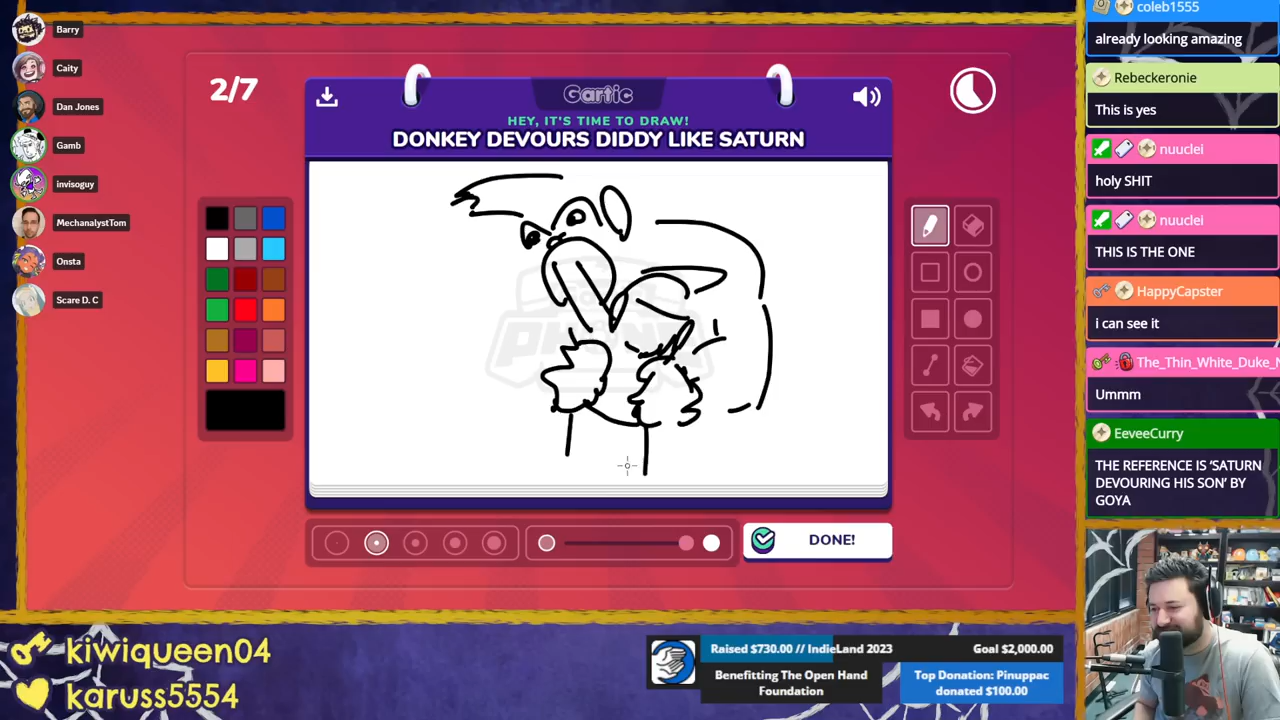 Barry
Caity
Dan Jones
Gamb
invisoguy
MechanalystTom
Onsta
Scare D. C
2/7
Gartic
HEY, IT'S TIME TO DRAW!
DONKEY DEVOURS DIDDY LIKE SATURN
PHONE
DONE!
coleb1555
already looking amazing
Rebeckeronie
This is yes
nuuclei
holy SHIT
nuuclei
THIS IS THE ONE
HappyCapster
i can see it
The_Thin_White_Duke_
Ummm
EeveeCurry
THE REFERENCE IS ‘SATURN
DEVOURING HIS SON’ BY
GOYA
kiwiqueen04
karuss5554
Raised $730.00 // IndieLand 2023
Goal $2,000.00
Benefitting The Open Hand
Foundation
Top Donation: Pinuppac
donated $100.00